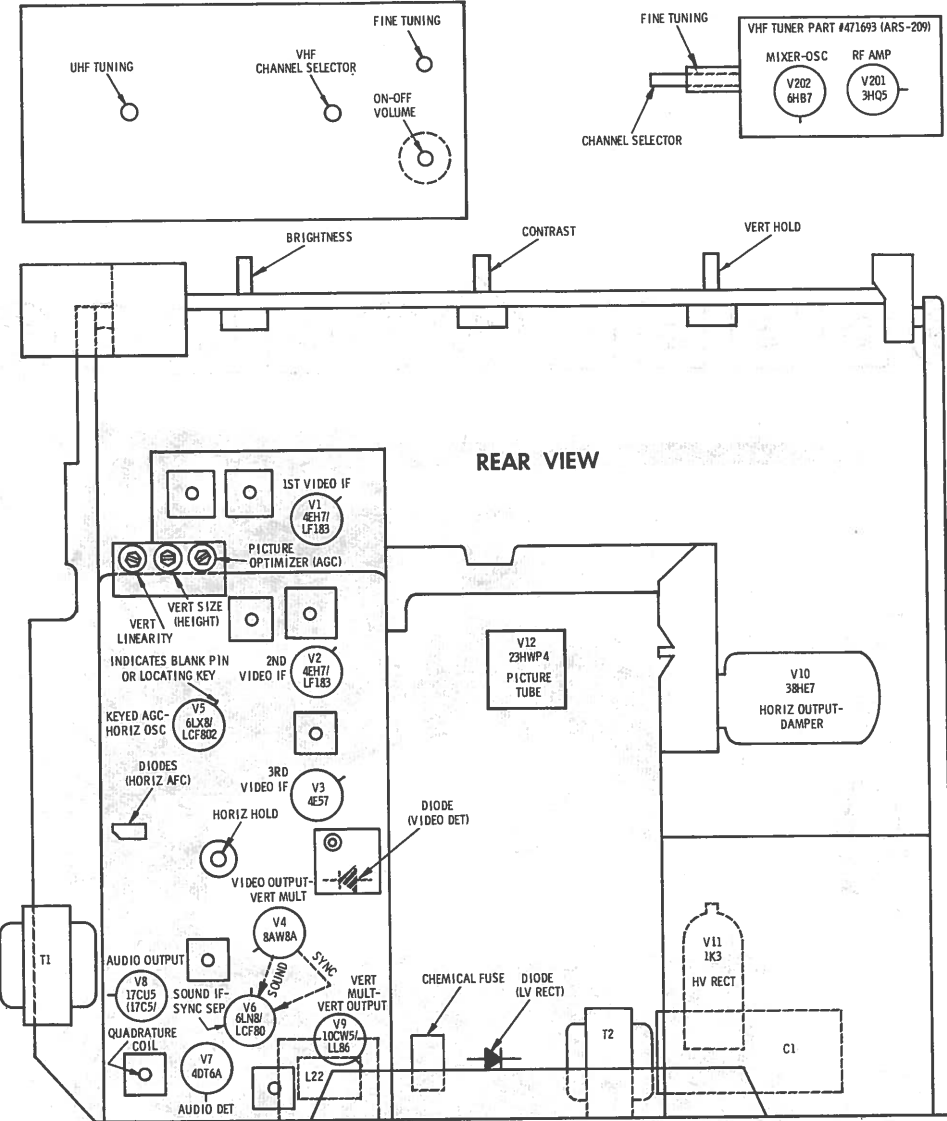 FINE TUNING
UHF TUNING
VHF
CHANNEL SELECTOR
ON-OFF
VOLUME
FINE TUNING
CHANNEL SELECTOR
VHF TUNER PART #471693 (ARS-209)
MIXER-OSC
RF AMP
V202
6HB7
V201
3HQ5
BRIGHTNESS
CONTRAST
VERT HOLD
REAR VIEW
1ST VIDEO IF
V1
4EH7/
LF183
PICTURE
OPTIMIZER (AGC)
VERT SIZE
(HEIGHT)
VERT
LINEARITY
INDICATES BLANK PIN
OR LOCATING KEY
2ND
VIDEO IF
V2
4EH7/
LF183
V12
23HWP4
PICTURE
TUBE
V10
38HE7
HORIZ OUTPUT-
DAMPER
KEYED AGC-
HORIZ OSC
V5
6LX8/
LCF802
DIODES
(HORIZ AFC)
3RD
VIDEO IF
V3
4E57
HORIZ HOLD
DIODE
(VIDEO DET)
VIDEO OUTPUT-
VERT MULT
V4
8AW8A
SOUND
SYNC
T1
AUDIO OUTPUT
V8
17CU5
(17C5/
SOUND IF-
SYNC SEP
V6
6LN8/
LCF80
VERT
MULT-
VERT OUTPUT
V9
10CW5/
LL86
QUADRATURE
COIL
V7
4DT6A
AUDIO DET
L22
CHEMICAL FUSE
DIODE
(LV RECT)
T2
V11
1K3
HV RECT
C1